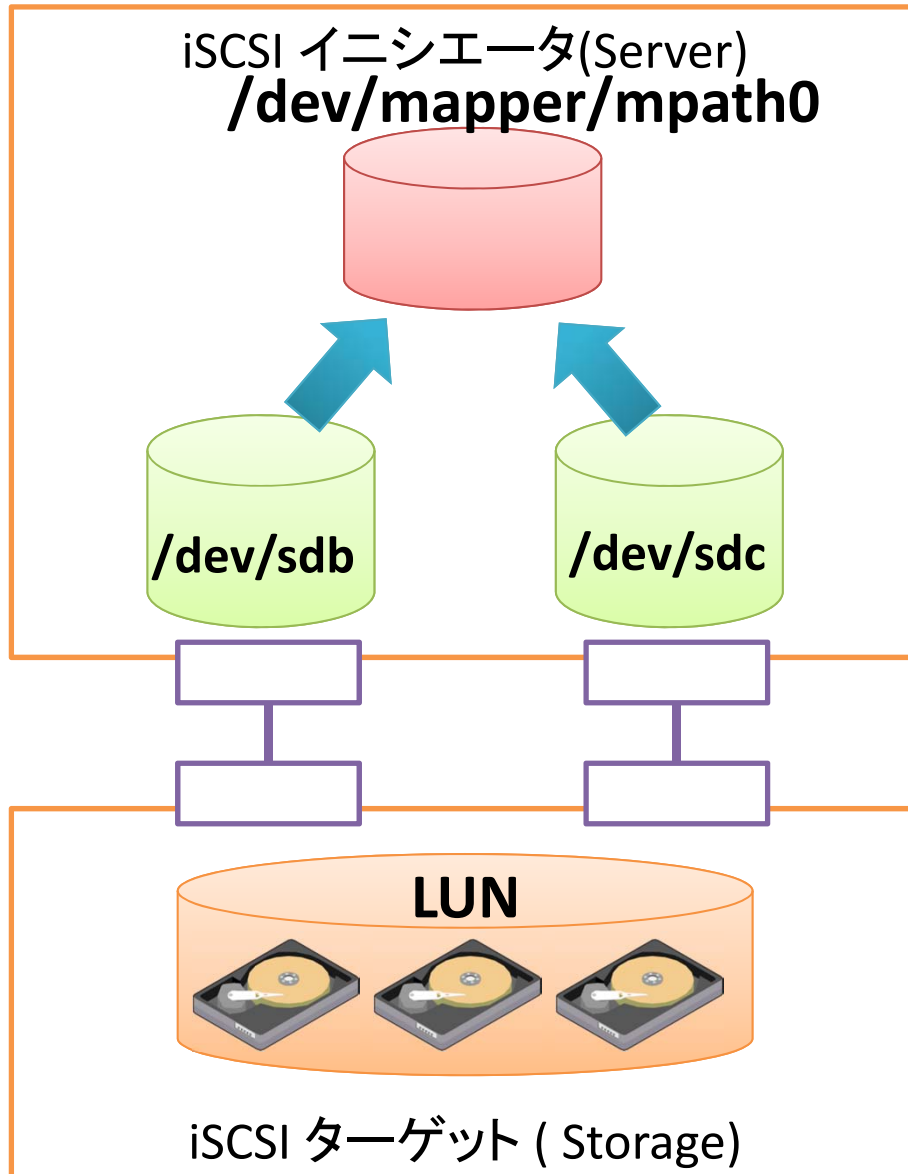 iSCSI イニシエータ(Server)
/dev/mapper/mpath0
/dev/sdb
/dev/sdc
LUN
iSCSI ターゲット ( Storage)